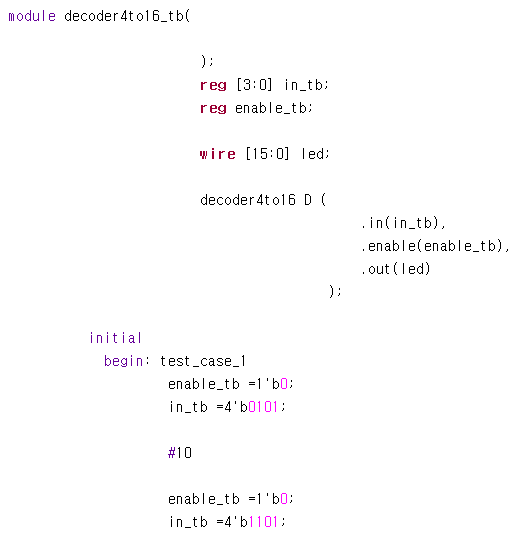 module decoder4to16_tb(
);
reg [3:0] in_tb;
reg enable_tb;
wire [15:0] led;
decoder4to16 D (
.in(in_tb),
.enable(enable_tb),
.out(led)
);
initial
begin: test_case_1
enable_tb =1'b0;
in_tb =4'b0101;
#10
enable_tb =1'b0;
in_tb =4'b1101;